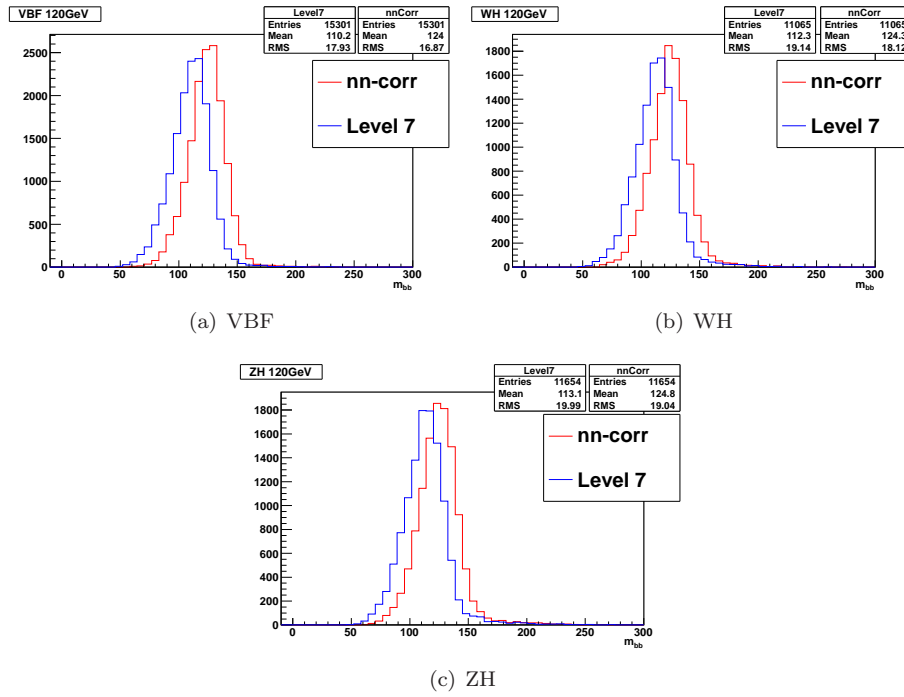 VBF 120GeV
Level7 nnCorr
Entries 15301 Entries 15301
Mean 110.2 Mean 124
RMS 17.93 RMS 16.87
nn-corr
Level 7
2500
2000
1500
1000
500
0
0 50 100 150 200 250 300
m_bb
(a) VBF
WH 120GeV
Level7 nnCorr
Entries 11065 Entries 11065
Mean 112.3 Mean 124.3
RMS 19.14 RMS 18.12
nn-corr
Level 7
1800
1600
1400
1200
1000
800
600
400
200
0
0 50 100 150 200 250 300
m_bb
(b) WH
ZH 120GeV
Level7 nnCorr
Entries 11654 Entries 11654
Mean 113.1 Mean 124.8
RMS 19.99 RMS 19.04
nn-corr
Level 7
1800
1600
1400
1200
1000
800
600
400
200
0
0 50 100 150 200 250 300
m_bb
(c) ZH